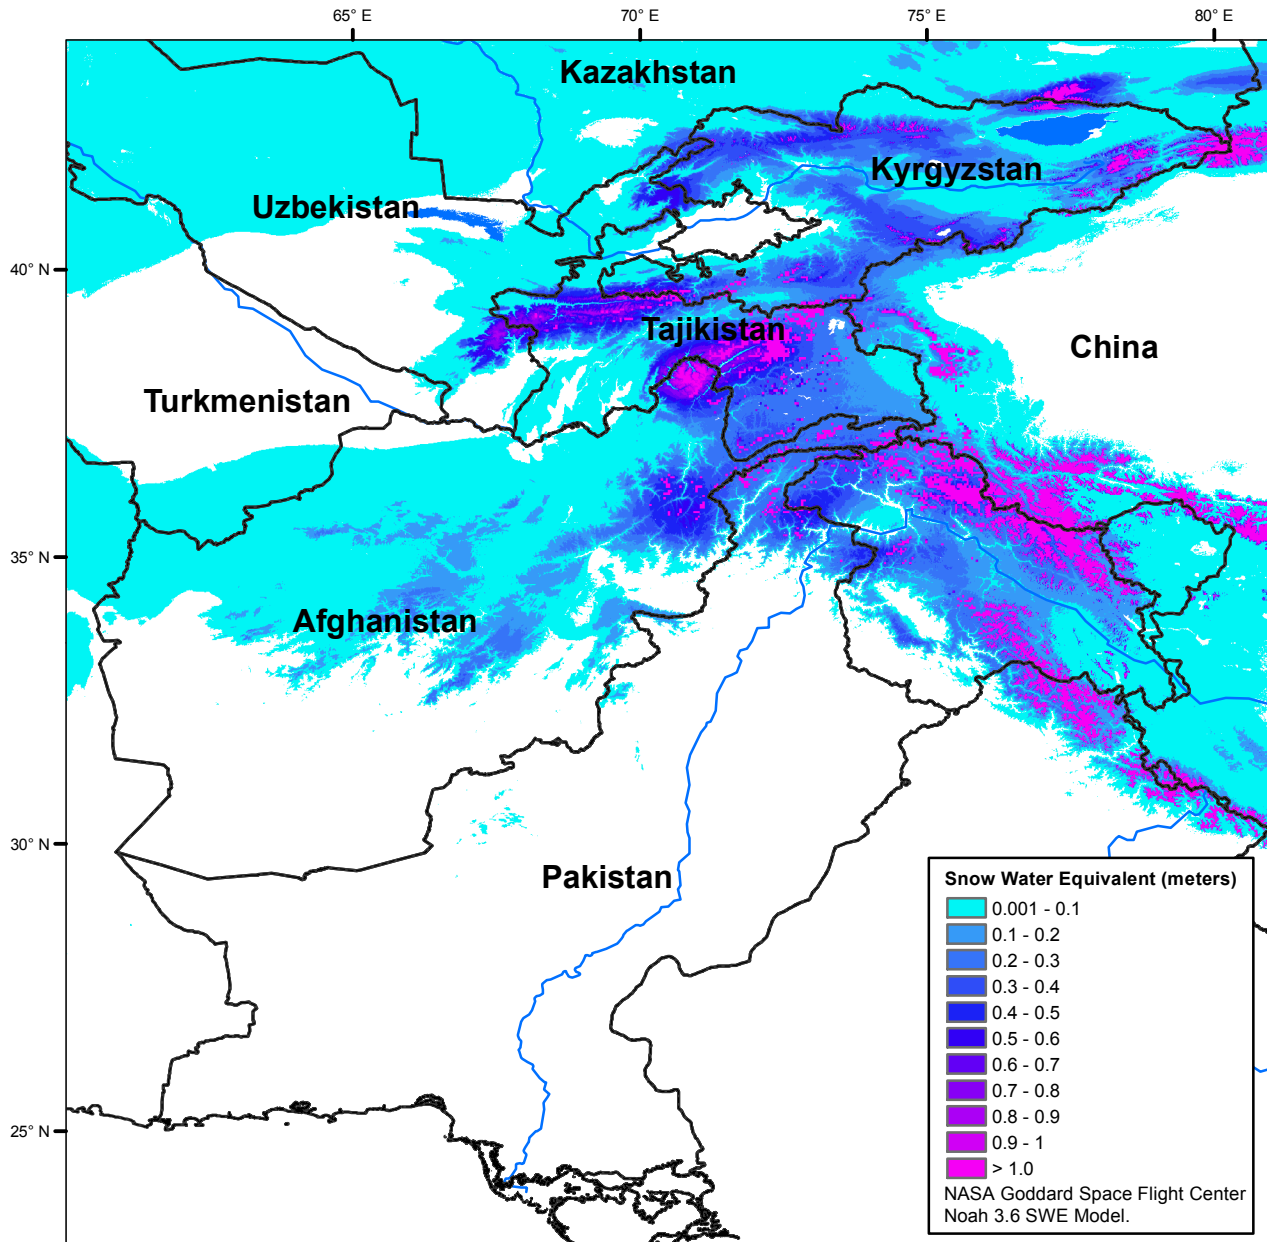 65° E
70° E
75° E
80° E
Kazakhstan
Kyrgyzstan
Uzbekistan
40° N
Tajikistan
China
Turkmenistan
35° N
Afghanistan
30° N
Pakistan
25° N
Snow Water Equivalent (meters)
0.001 - 0.1
0.1 - 0.2
0.2 - 0.3
0.3 - 0.4
0.4 - 0.5
0.5 - 0.6
0.6 - 0.7
0.7 - 0.8
0.8 - 0.9
0.9 - 1
> 1.0
NASA Goddard Space Flight Center
Noah 3.6 SWE Model.